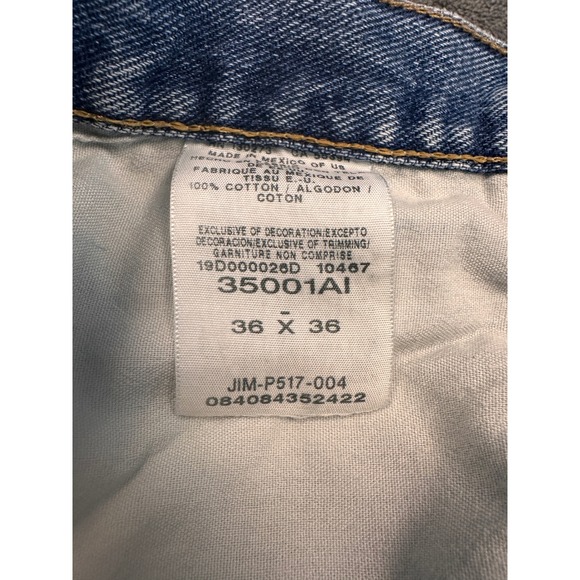 MADE IN MEXICO OF US
FABRIQUE AU MEXIQUE DE
TISSU E.-U.
100% COTTON / ALGODON /
COTON
EXCLUSIVE OF DECORATION/EXCEPTO
DECORACION/EXCLUSIVE OF TRIMMING/
GARNITURE NON COMPRISE
19D000026D 10467
35001AI
-
36 X 36
JIM-P517-004
084084352422